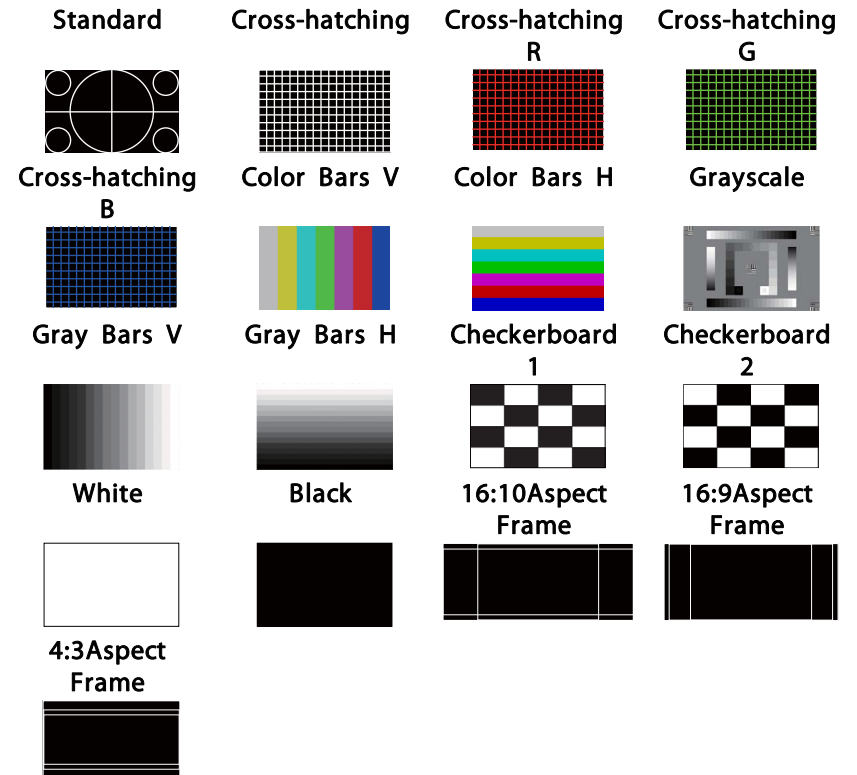 Standard
Cross-hatching
Cross-hatching
R
Cross-hatching
G
Cross-hatching
B
Color Bars V
Color Bars H
Grayscale
Gray Bars V
Gray Bars H
Checkerboard
1
Checkerboard
2
White
Black
16:10Aspect
Frame
16:9Aspect
Frame
4:3Aspect
Frame